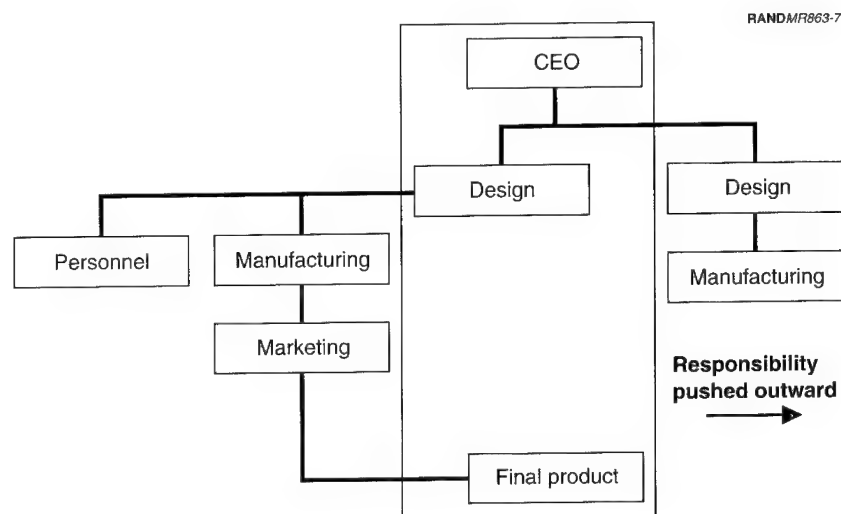 RANDMR863-7
CEO
Design
Design
Personnel
Manufacturing
Manufacturing
Marketing
Responsibility
pushed outward
Final product